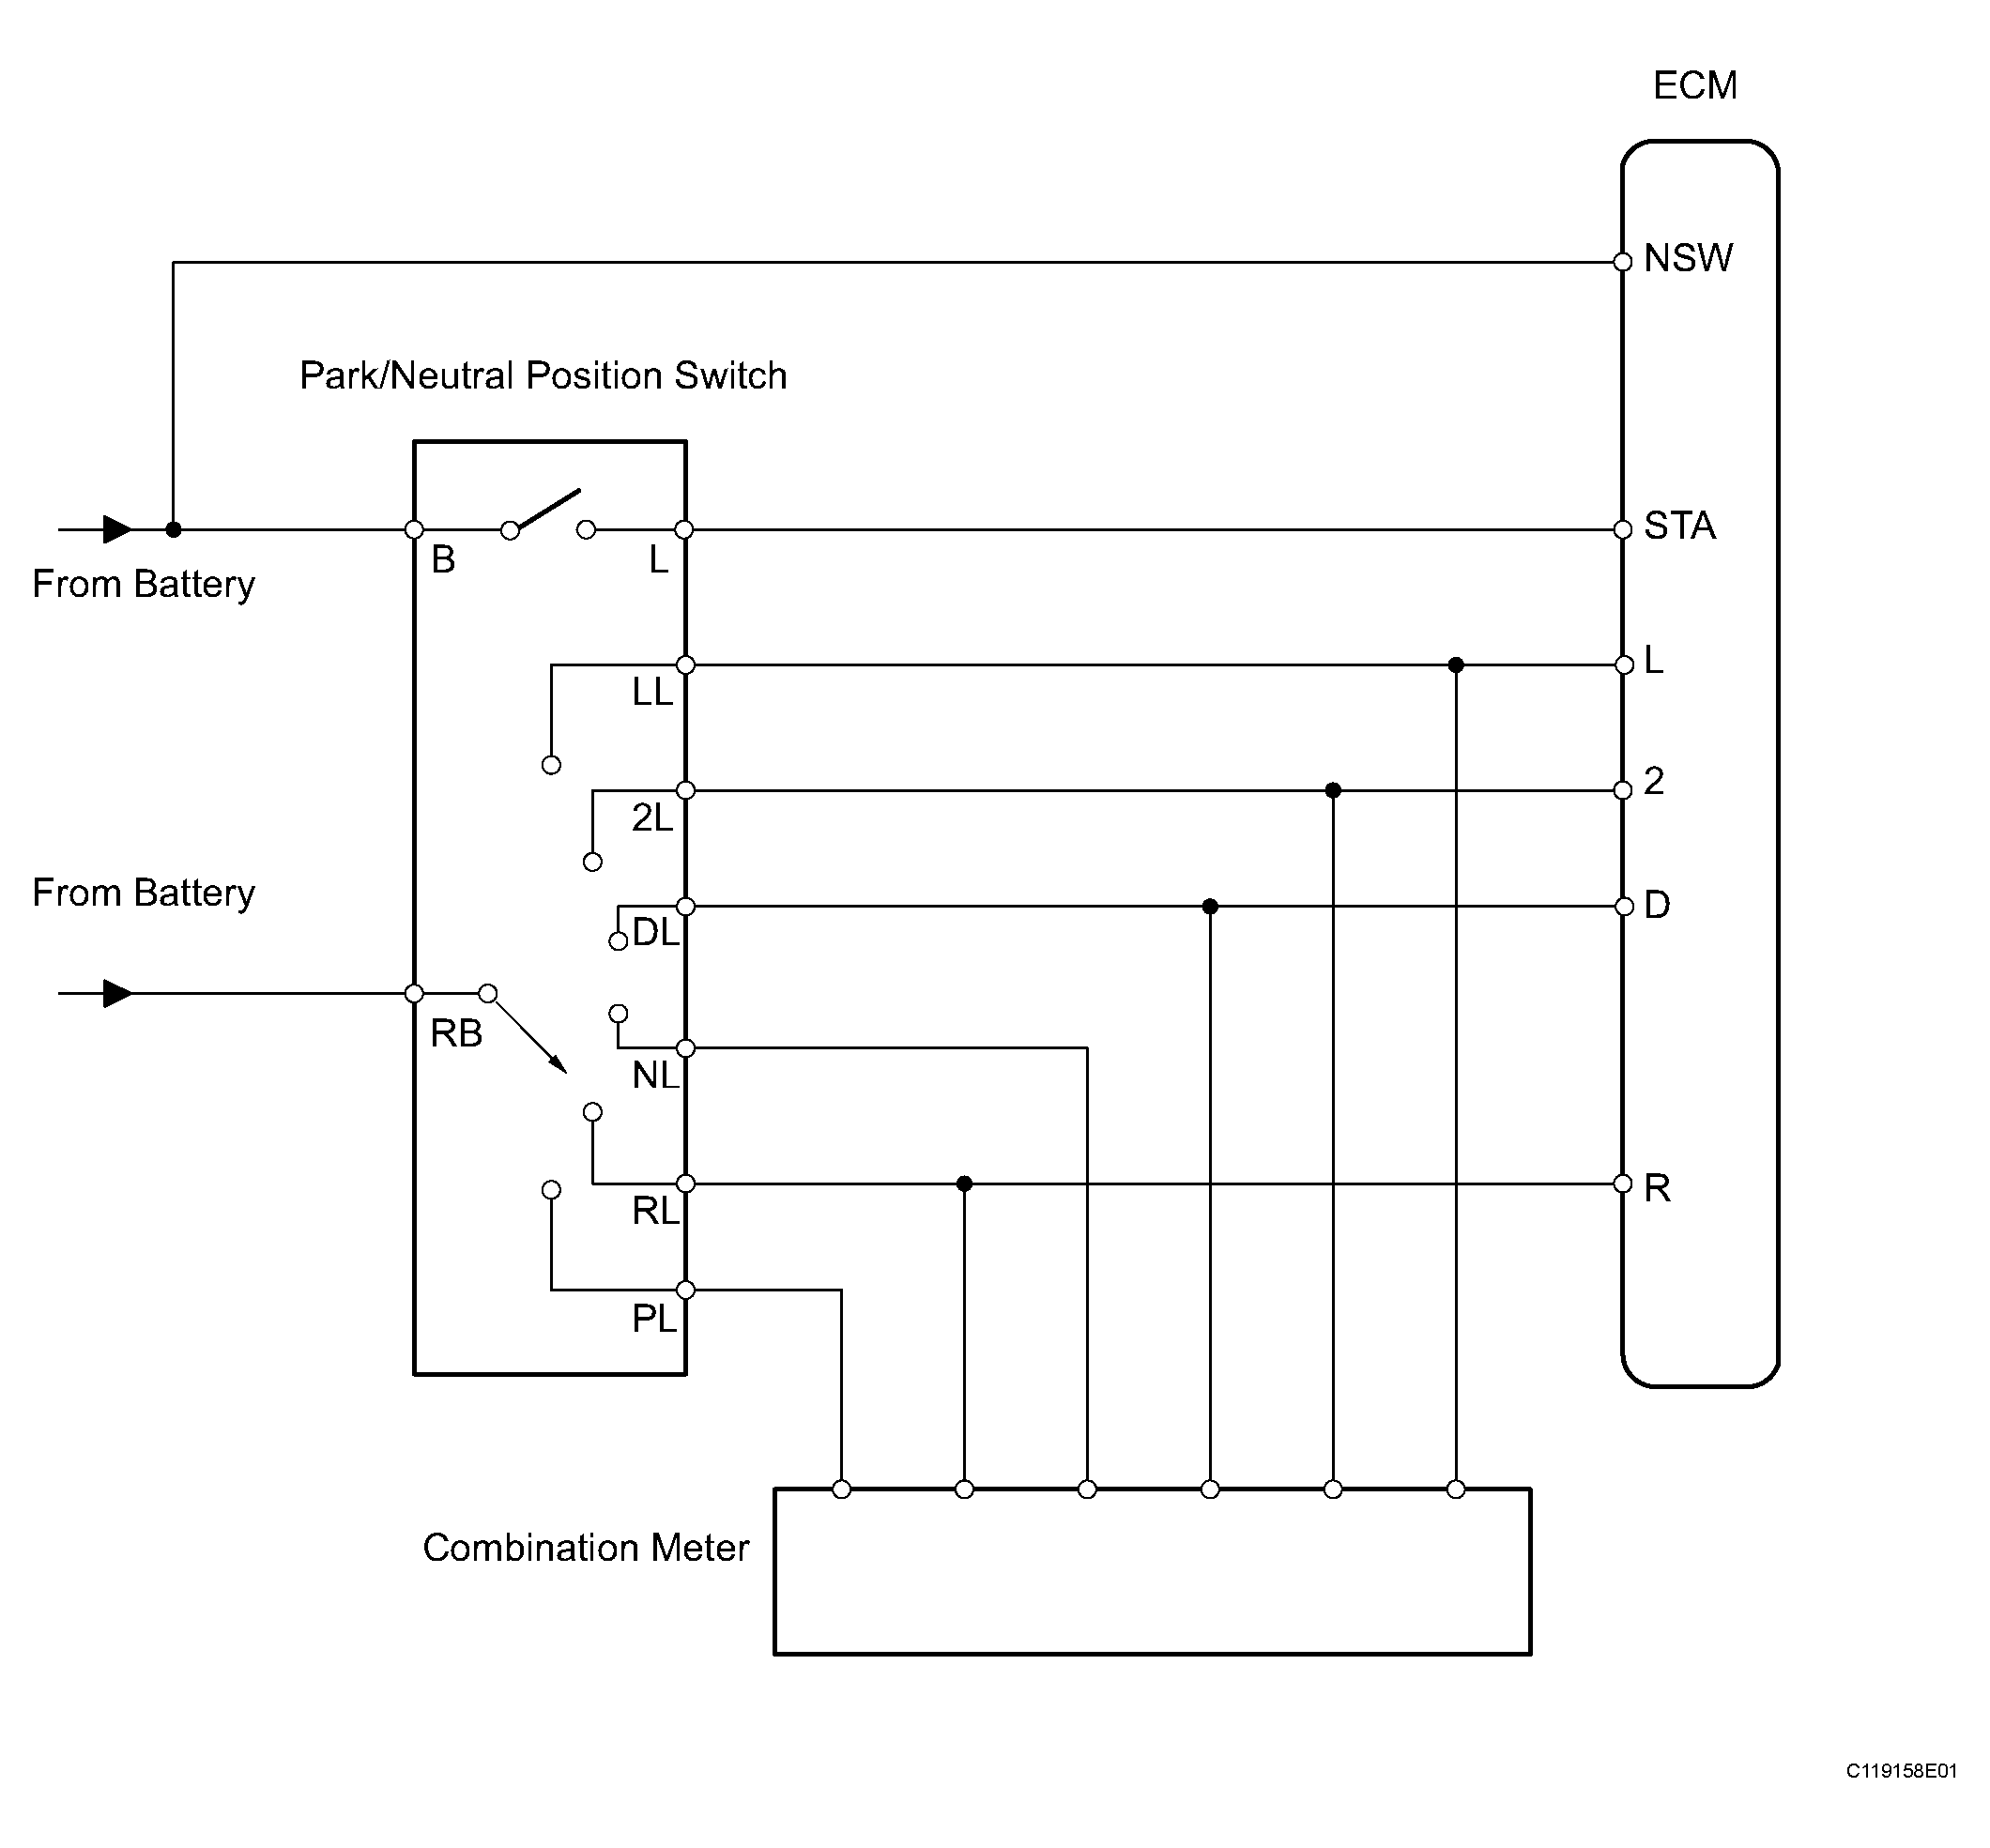 ECM
NSW
Park/Neutral Position Switch
STA
B
L
From Battery
L
LL
2
2L
From Battery
D
DL
RB
NL
R
RL
PL
Combination Meter
C119158E01